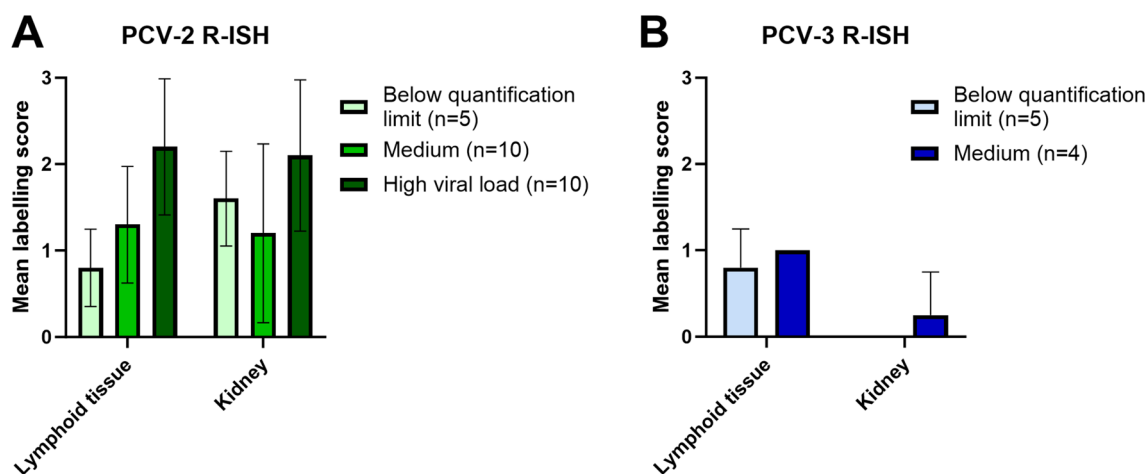 A
PCV-2 R-ISH
Mean labelling score
3
2
1
0
Lymphoid tissue
Kidney
Below quantification
limit (n=5)
Medium (n=10)
High viral load (n=10)
B
PCV-3 R-ISH
Mean labelling score
3
2
1
0
Lymphoid tissue
Kidney
Below quantification
limit (n=5)
Medium (n=4)